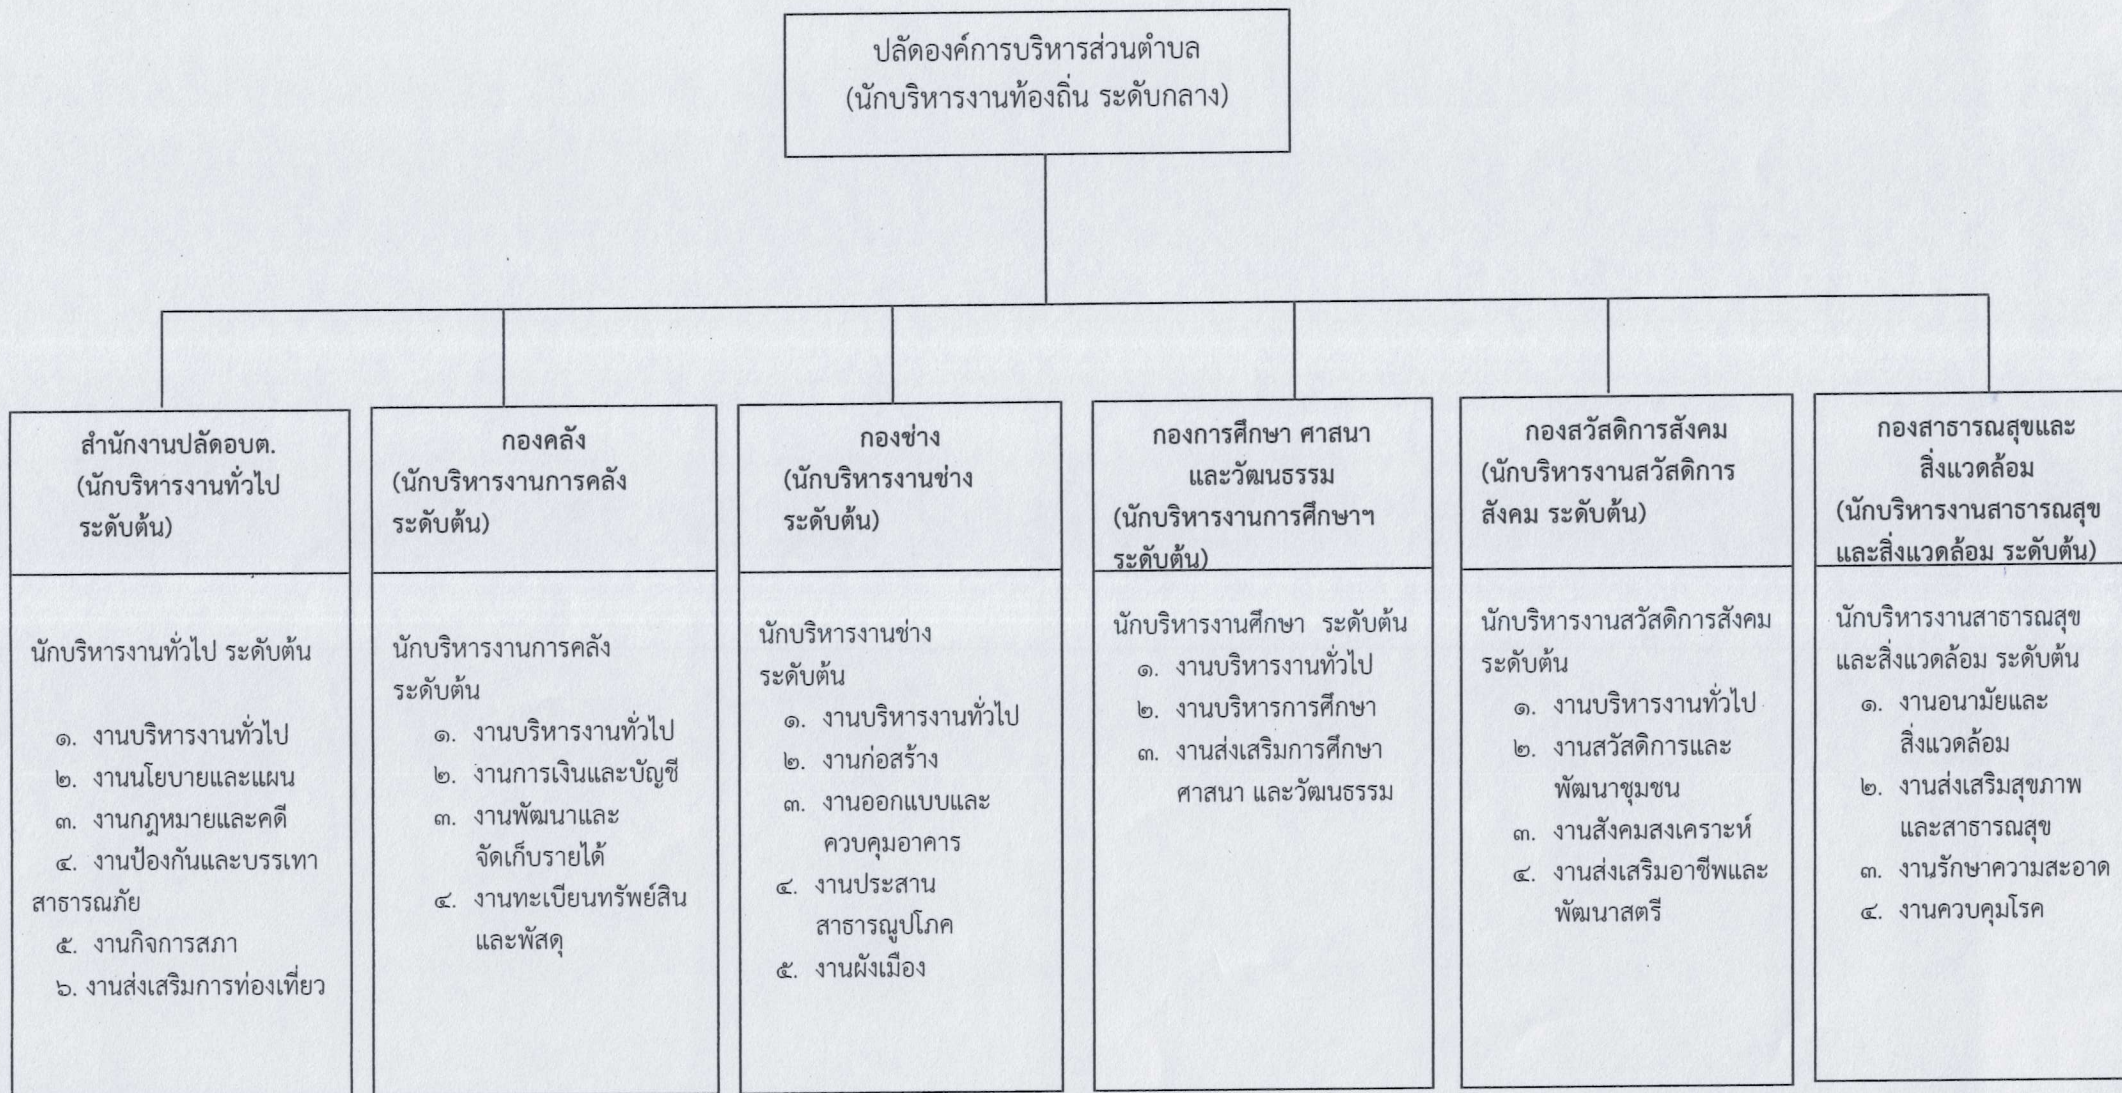 ปลัดองค์การบริหารส่วนตำบล
(นักบริหารงานท้องถิ่น ระดับกลาง)
สำนักงานปลัดอบต.
(นักบริหารงานทั่วไป
ระดับต้น)
นักบริหารงานทั่วไป ระดับต้น
๑. งานบริหารงานทั่วไป
๒. งานนโยบายและแผน
๓. งานกฎหมายและคดี
๔. งานป้องกันและบรรเทา
สาธารณภัย
๕. งานกิจการสภา
๖. งานส่งเสริมการท่องเที่ยว
กองคลัง
(นักบริหารงานการคลัง
ระดับต้น)
นักบริหารงานการคลัง
ระดับต้น
๑. งานบริหารงานทั่วไป
๒. งานการเงินและบัญชี
๓. งานพัฒนาและ
จัดเก็บรายได้
๔. งานทะเบียนทรัพย์สิน
และพัสดุ
กองช่าง
(นักบริหารงานช่าง
ระดับต้น)
นักบริหารงานช่าง
ระดับต้น
๑. งานบริหารงานทั่วไป
๒. งานก่อสร้าง
๓. งานออกแบบและ
ควบคุมอาคาร
๔. งานประสาน
สาธารณูปโภค
๕. งานผังเมือง
กองการศึกษา ศาสนา
และวัฒนธรรม
(นักบริหารงานการศึกษาฯ
ระดับต้น)
นักบริหารงานศึกษา ระดับต้น
๑. งานบริหารงานทั่วไป
๒. งานบริหารการศึกษา
๓. งานส่งเสริมการศึกษา
ศาสนา และวัฒนธรรม
กองสวัสดิการสังคม
(นักบริหารงานสวัสดิการ
สังคม ระดับต้น)
นักบริหารงานสวัสดิการสังคม
ระดับต้น
๑. งานบริหารงานทั่วไป
๒. งานสวัสดิการและ
พัฒนาชุมชน
๓. งานสังคมสงเคราะห์
๔. งานส่งเสริมอาชีพและ
พัฒนาสตรี
กองสาธารณสุขและ
สิ่งแวดล้อม
(นักบริหารงานสาธารณสุข
และสิ่งแวดล้อม ระดับต้น)
นักบริหารงานสาธารณสุข
และสิ่งแวดล้อม ระดับต้น
๑. งานอนามัยและ
สิ่งแวดล้อม
๒. งานส่งเสริมสุขภาพ
และสาธารณสุข
๓. งานรักษาความสะอาด
๔. งานควบคุมโรค